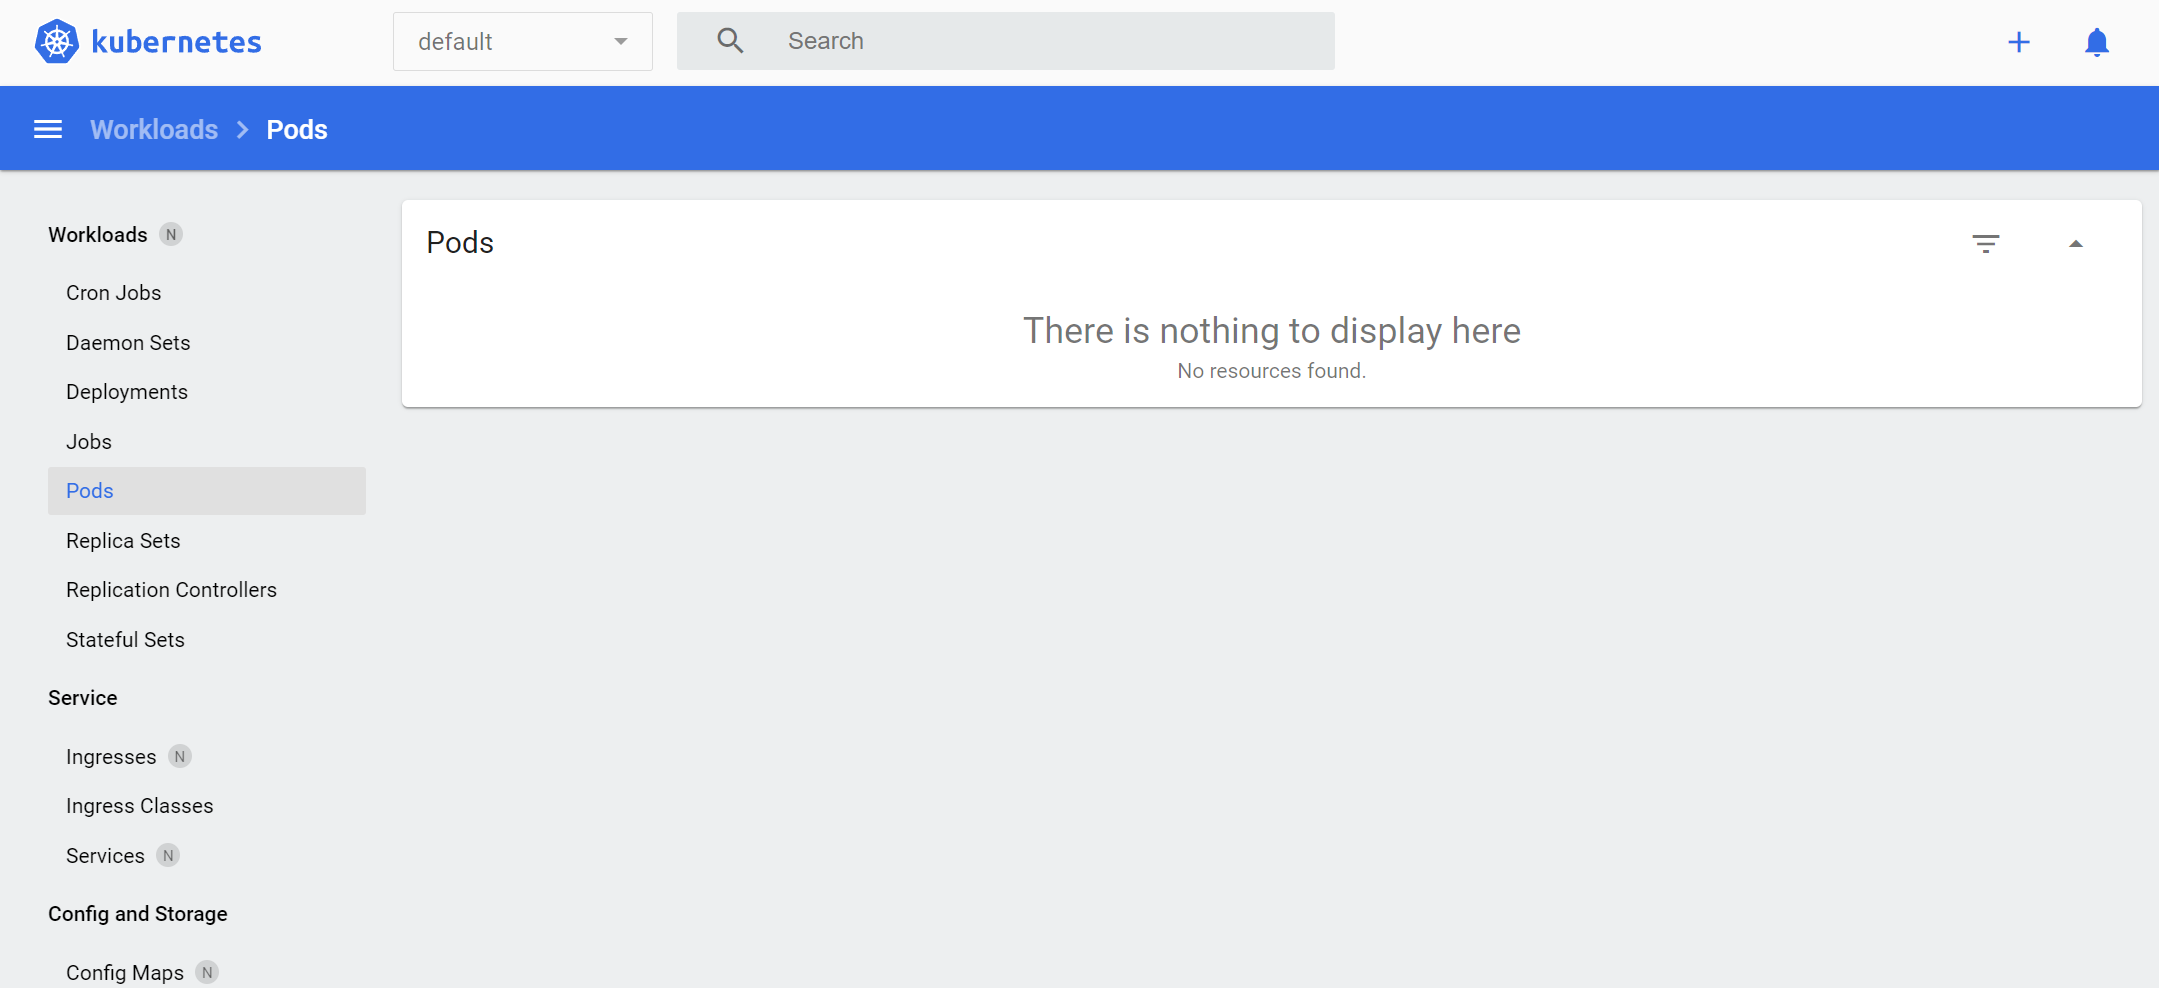 kubernetes
default
Search
Workloads
Pods
Workloads N
Cron Jobs
Daemon Sets
Deployments
Jobs
Pods
Replica Sets
Replication Controllers
Stateful Sets
Service
Ingresses N
Ingress Classes
Services N
Config and Storage
Config Maps N
Pods
There is nothing to display here
No resources found.